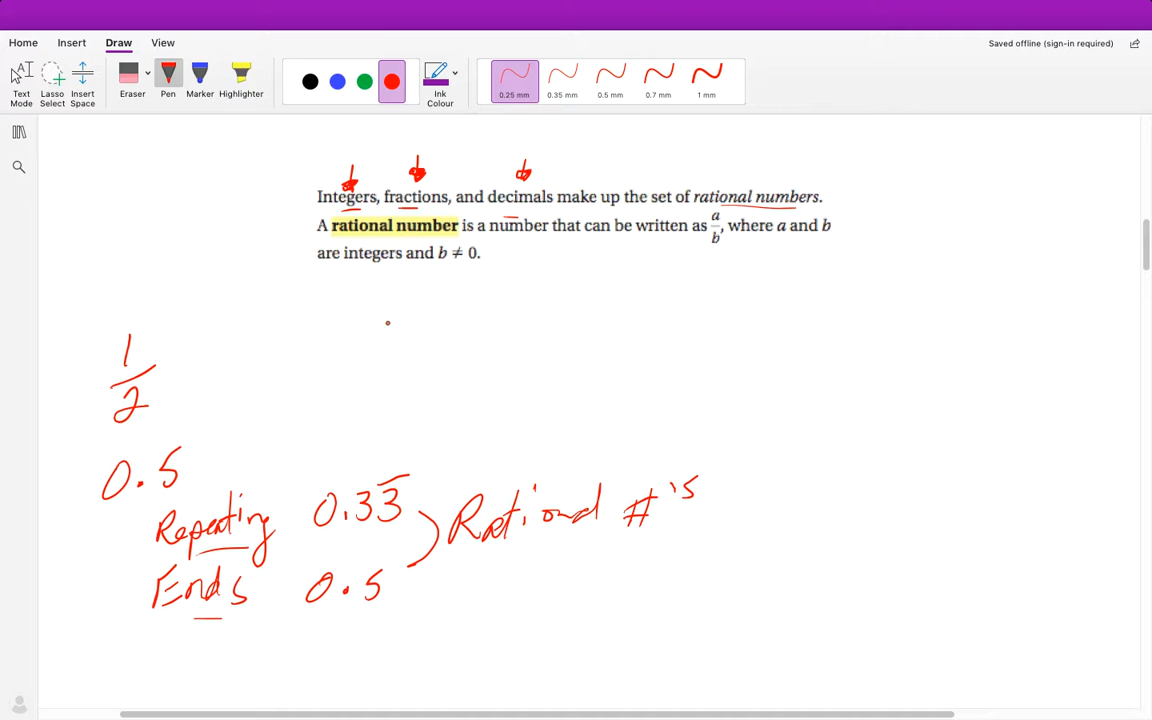 Home Insert Draw View
Saved offline (sign-in required)
Text Mode
Lasso Select
Insert Space
Eraser
Pen
Marker
Highlighter
Ink Colour
0.25 mm
0.35 mm
0.5 mm
0.7 mm
1 mm
Integers, fractions, and decimals make up the set of rational numbers.
A rational number is a number that can be written as a/b, where a and b
are integers and b ≠ 0.
1/2
0.5
Repeating 0.33̅
Rational #'s
Ends 0.5